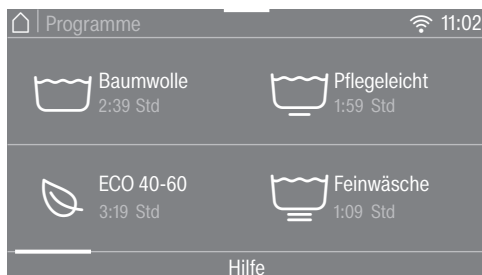 Programme 11:02
Baumwolle
2:39 Std
Pflegeleicht
1:59 Std
ECO 40-60
3:19 Std
Feinwäsche
1:09 Std
Hilfe